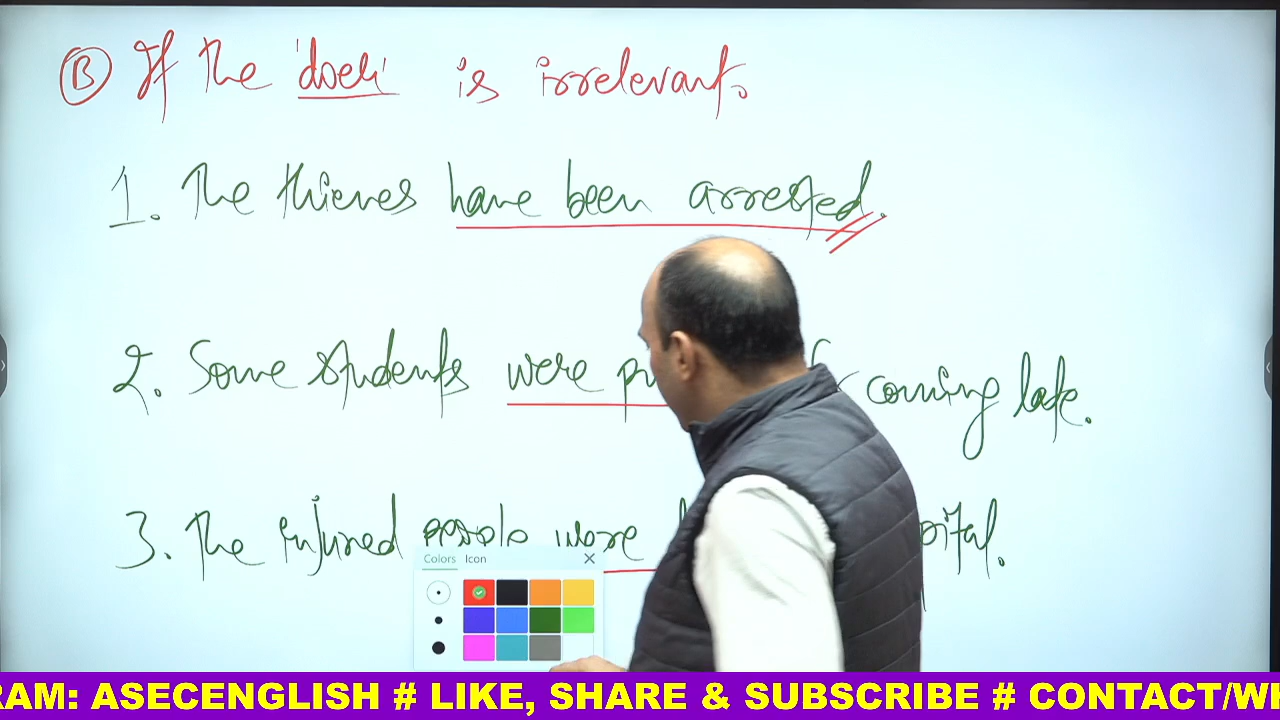 B If the 'doer' is irrelevant.
1. The thieves have been arrested.
2. Some students were coming late.
3. The injured people were
Colors Icon
RAM: ASECENGLISH # LIKE, SHARE & SUBSCRIBE # CONTACT/WH